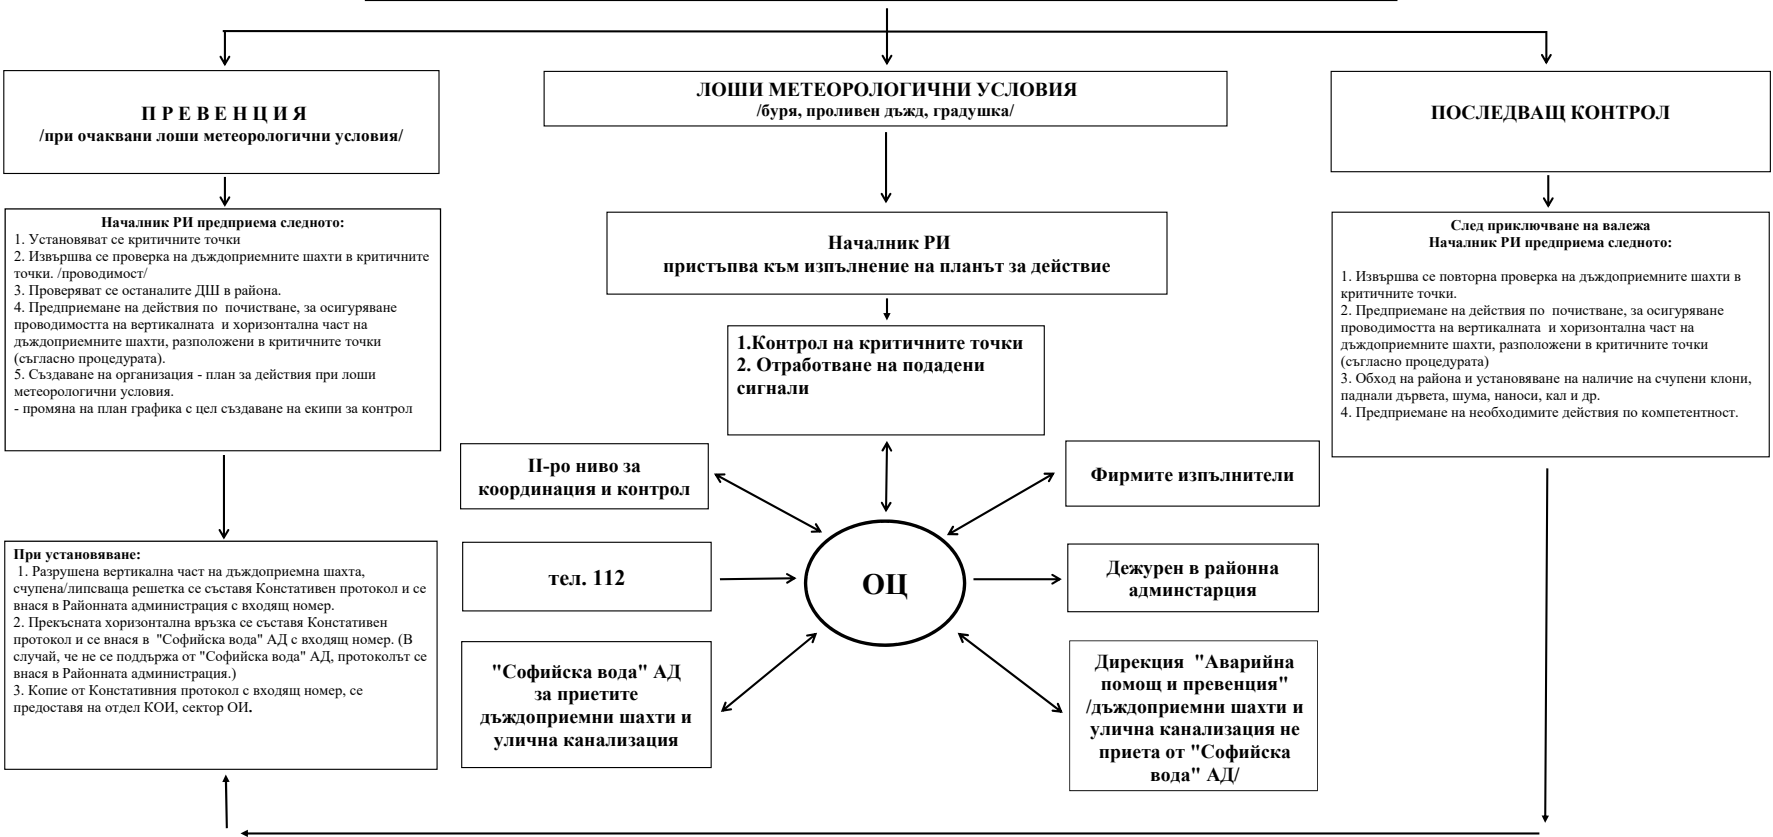 П Р Е В Е Н Ц И Я
/при очаквани лоши метеорологични условия/
ЛОШИ МЕТЕОРОЛОГИЧНИ УСЛОВИЯ
/буря, проливен дъжд, градушка/
ПОСЛЕДВАЩ КОНТРОЛ
Началник РИ предприема следното:
1. Установяват се критичните точки
2. Извършва се проверка на дъждоприемните шахти в критичните
точки. /проводимост/
3. Проверяват се останалите ДШ в района.
4. Предприемане на действия по почистване, за осигуряване
проводимостта на вертикалната и хоризонтална част на
дъждоприемните шахти, разположени в критичните точки
(съгласно процедурата).
5. Създаване на организация - план за действия при лоши
метеорологични условия.
- промяна на план графика с цел създаване на екипи за контрол
Началник РИ
пристъпва към изпълнение на планът за действие
След приключване на валежа
Началник РИ предприема следното:
1. Извършва се повторна проверка на дъждоприемните шахти в
критичните точки.
2. Предприемане на действия по почистване, за осигуряване
проводимостта на вертикалната и хоризонтална част на
дъждоприемните шахти, разположени в критичните точки
(съгласно процедурата)
3. Обход на района и установяване на наличие на счупени клони,
паднали дървета, шума, наноси, кал и др.
4. Предприемане на необходимите действия по компетентност.
1.Контрол на критичните точки
2. Отработване на подадени
сигнали
II-ро ниво за
координация и контрол
Фирмите изпълнители
При установяване:
1. Разрушена вертикална част на дъждоприемна шахта,
счупена/липсваща решетка се съставя Констативен протокол и се
внася в Районната администрация с входящ номер.
2. Прекъсната хоризонтална връзка се съставя Констативен
протокол и се внася в "Софийска вода" АД с входящ номер. (В
случай, че не се поддържа от "Софийска вода" АД, протоколът се
внася в Районната администрация.)
3. Копие от Констативния протокол с входящ номер, се
предоставя на отдел КОИ, сектор ОИ.
тел. 112
ОЦ
Дежурен в районна
админстарция
"Софийска вода" АД
за приетите
дъждоприемни шахти и
улична канализация
Дирекция "Аварийна
помощ и превенция"
/дъждоприемни шахти и
улична канализация не
приета от "Софийска
вода" АД/